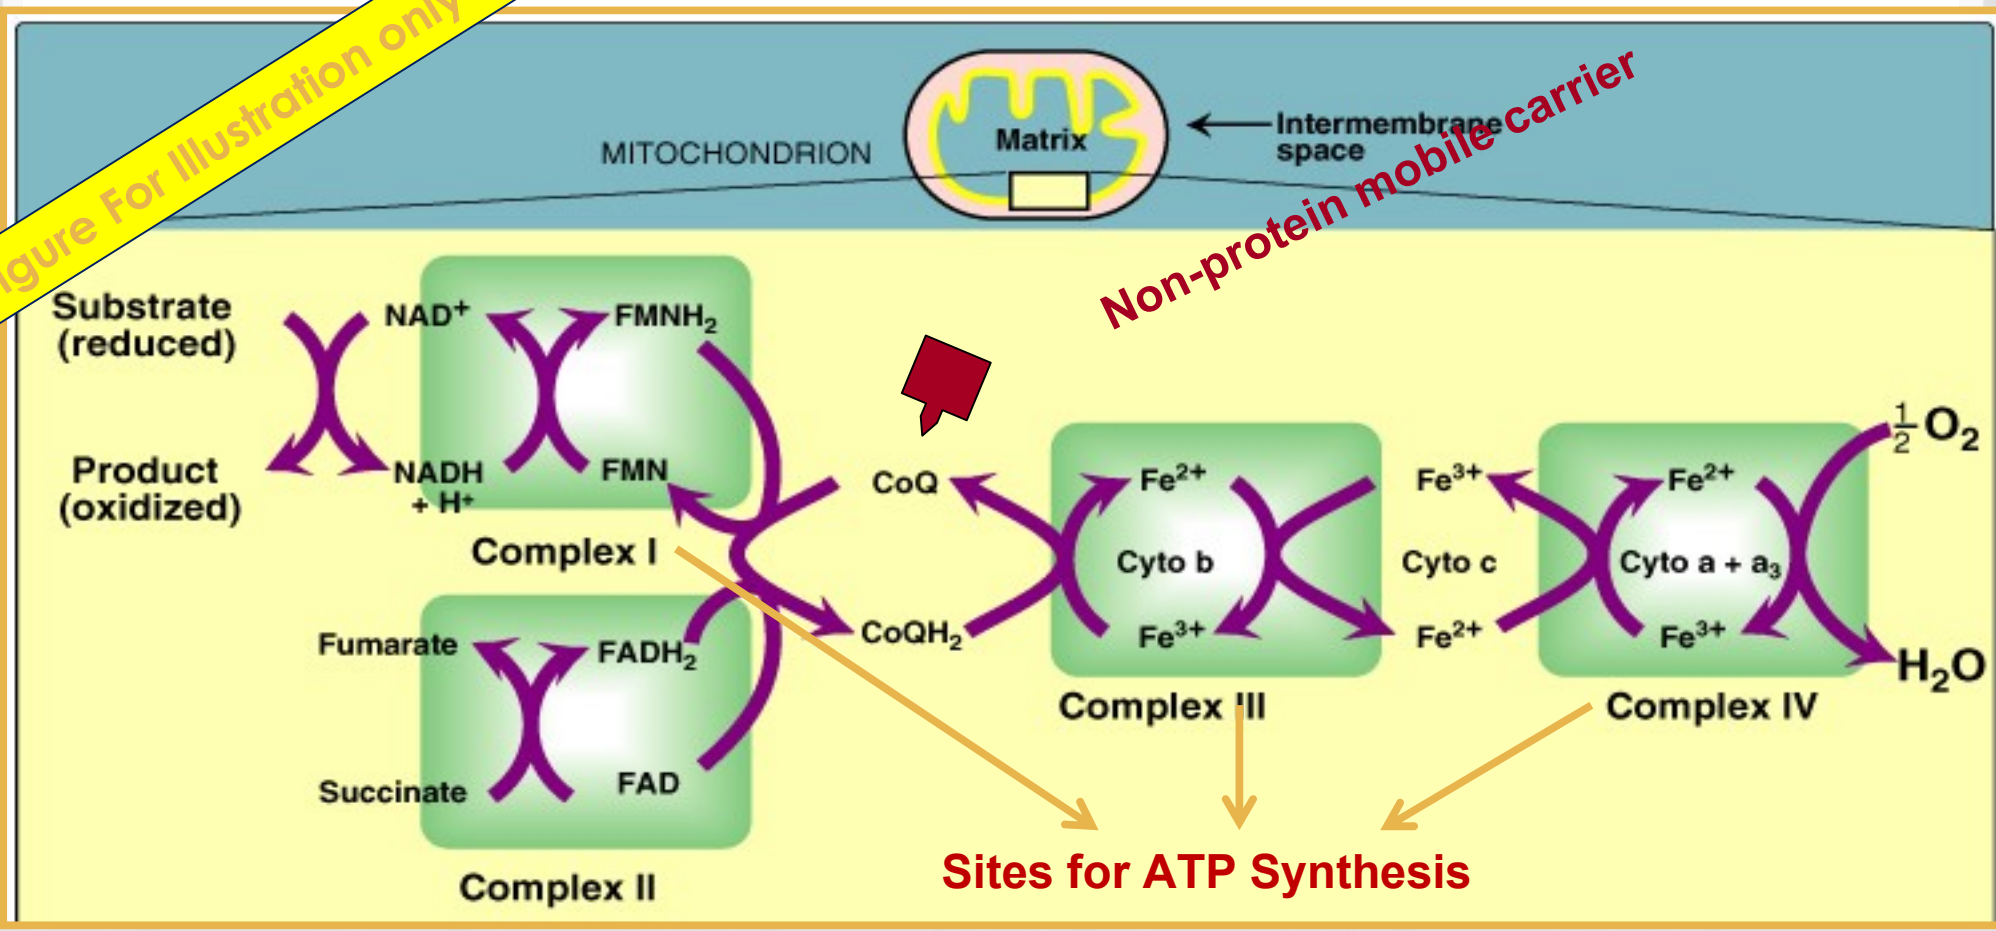 igure For Illustration only
MITOCHONDRION
Matrix
Intermembrane
space
Non-protein mobile carrier
Substrate
(reduced)
NAD⁺
FMNH₂
Product
(oxidized)
NADH
+ H⁺
FMN
Complex I
Fumarate
FADH₂
Succinate
FAD
Complex II
CoQ
CoQH₂
Fe²⁺
Cyto b
Fe³⁺
Complex III
Fe³⁺
Cyto c
Fe²⁺
Fe²⁺
Cyto a + a₃
Fe³⁺
Complex IV
½ O₂
H₂O
Sites for ATP Synthesis